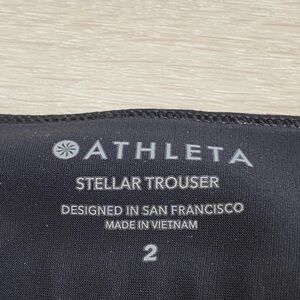 ATHLETA
STELLAR TROUSER
DESIGNED IN SAN FRANCISCO
MADE IN VIETNAM
2